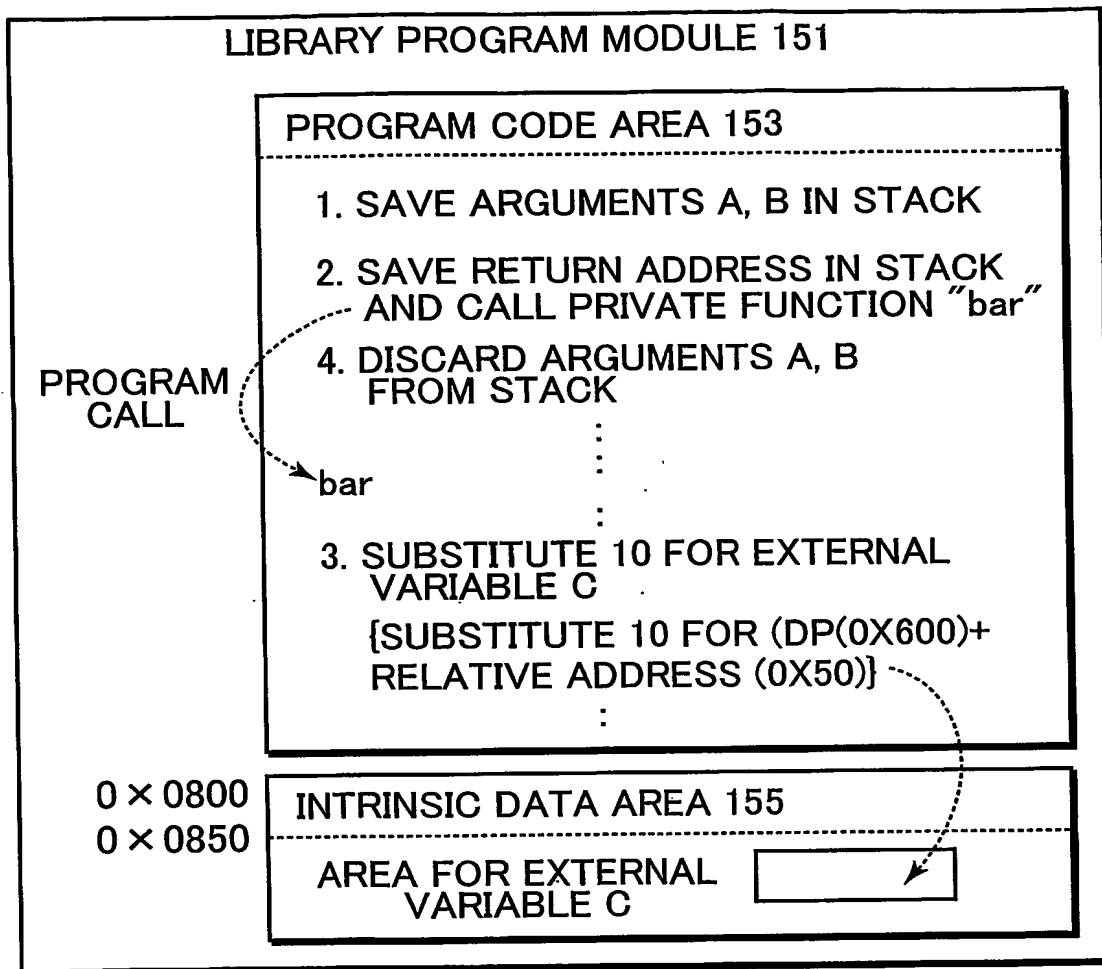 LIBRARY PROGRAM MODULE 151
PROGRAM CODE AREA 153
1. SAVE ARGUMENTS A, B IN STACK
2. SAVE RETURN ADDRESS IN STACK
AND CALL PRIVATE FUNCTION "bar"
4. DISCARD ARGUMENTS A, B
FROM STACK
PROGRAM
CALL
bar
3. SUBSTITUTE 10 FOR EXTERNAL
VARIABLE C
{SUBSTITUTE 10 FOR (DP(0X600)+
RELATIVE ADDRESS (0X50)}
0×0800
INTRINSIC DATA AREA 155
0×0850
AREA FOR EXTERNAL
VARIABLE C